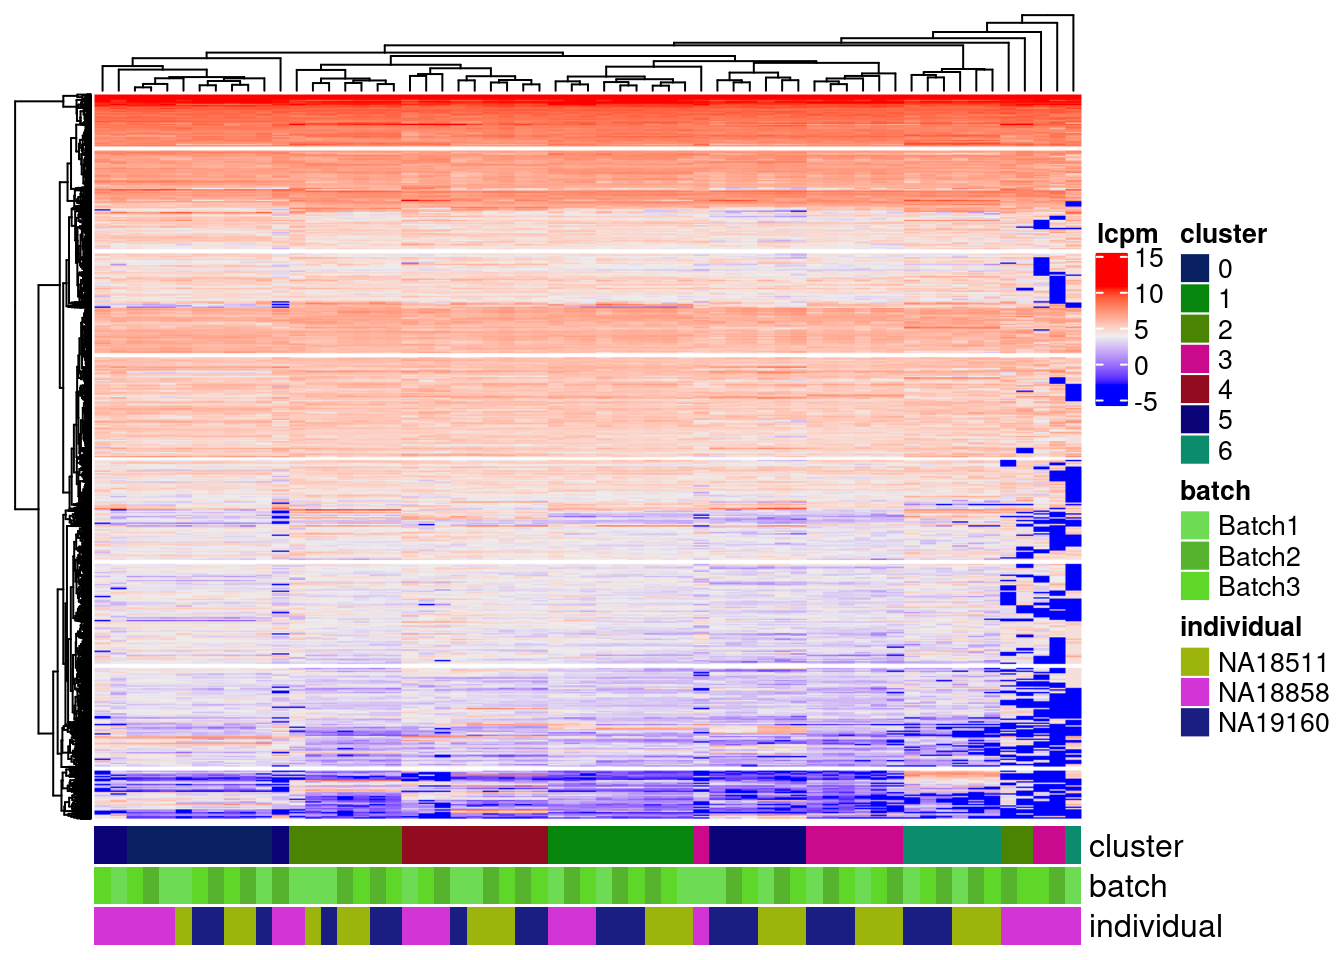 lcpm
15
10
5
0
-5
cluster
0
1
2
3
4
5
6
batch
Batch1
Batch2
Batch3
individual
NA18511
NA18858
NA19160
cluster
batch
individual